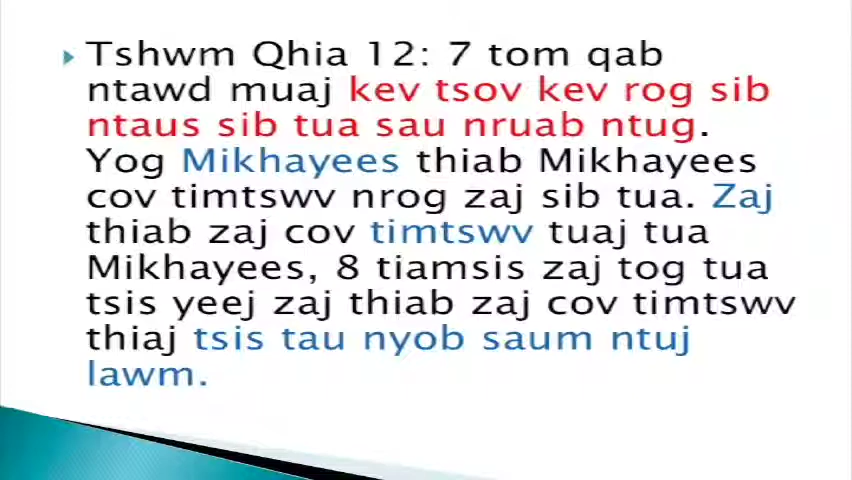 Tshwm Qhia 12: 7 tom qab
ntawd muaj kev tsov kev rog sib
ntaus sib tua sau nruab ntug.
Yog Mikhayees thiab Mikhayees
cov timtswv nrog zaj sib tua. Zaj
thiab zaj cov timtswv tuaj tua
Mikhayees, 8 tiamsis zaj tog tua
tsis yeej zaj thiab zaj cov timtswv
thiaj tsis tau nyob saum ntuj
lawm.